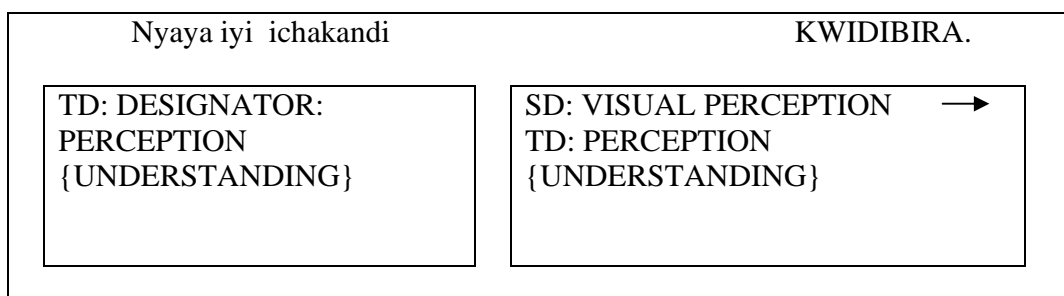 Nyaya iyi ichakandi KWIDIBIRA.
TD: DESIGNATOR:
PERCEPTION
{UNDERSTANDING}
SD: VISUAL PERCEPTION →
TD: PERCEPTION
{UNDERSTANDING}